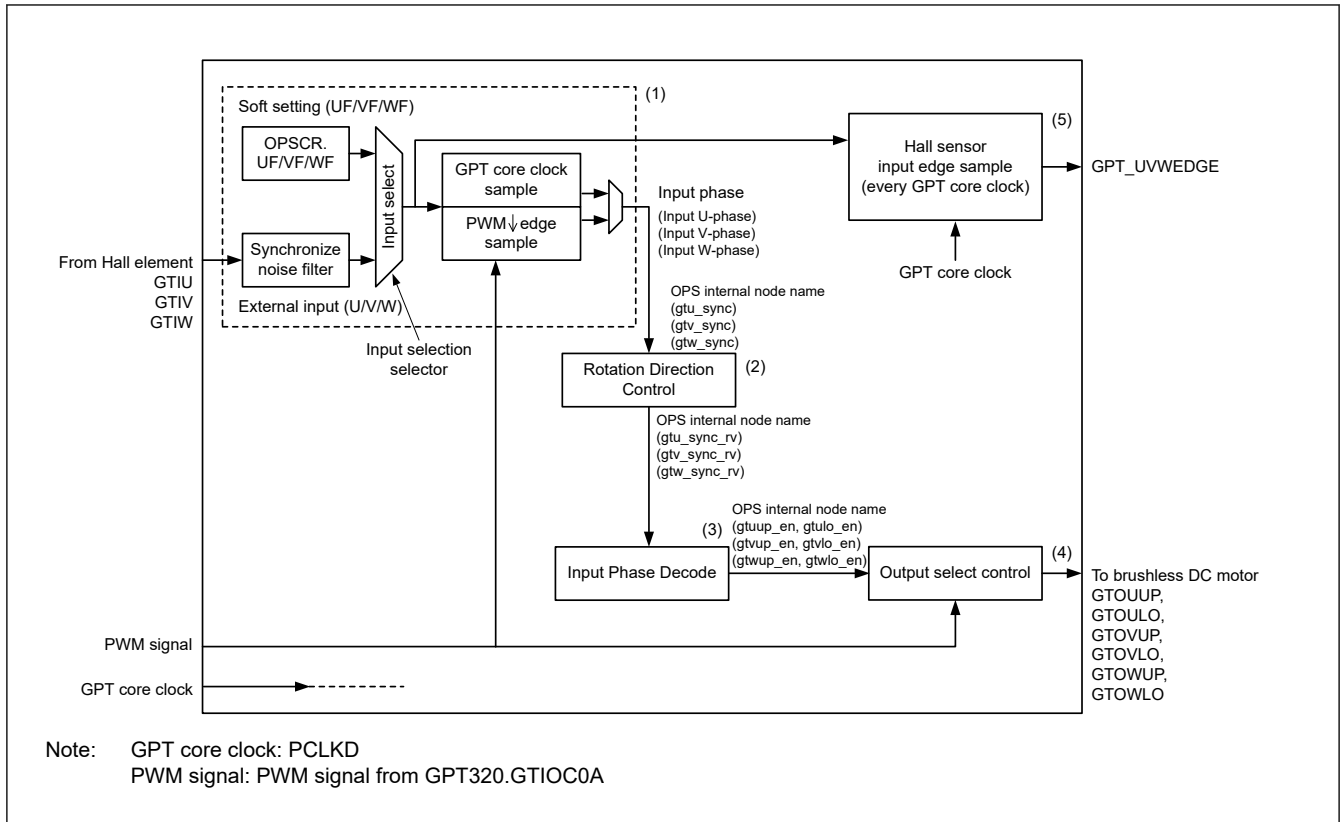 (1)
Soft setting (UF/VF/WF)
OPSCR.
UF/VF/WF
Input select
GPT core clock
sample
PWM↓edge
sample
Synchronize
noise filter
External input (U/V/W)
From Hall element
GTIU
GTIV
GTIW
Input selection
selector
Input phase
(Input U-phase)
(Input V-phase)
(Input W-phase)
(5)
Hall sensor
input edge sample
(every GPT core clock)
GPT_UVWEDGE
GPT core clock
OPS internal node name
(gtu_sync)
(gtv_sync)
(gtw_sync)
Rotation Direction
Control
(2)
OPS internal node name
(gtu_sync_rv)
(gtv_sync_rv)
(gtw_sync_rv)
OPS internal node name
(gtuup_en, gtulo_en)
(gtvup_en, gtvlo_en)
(gtwup_en, gtwlo_en)
(3)
Input Phase Decode
Output select control
(4)
To brushless DC motor
GTOUUP,
GTOULO,
GTOVUP,
GTOVLO,
GTOWUP,
GTOWLO
PWM signal
GPT core clock
Note: GPT core clock: PCLKD
PWM signal: PWM signal from GPT320.GTIOC0A